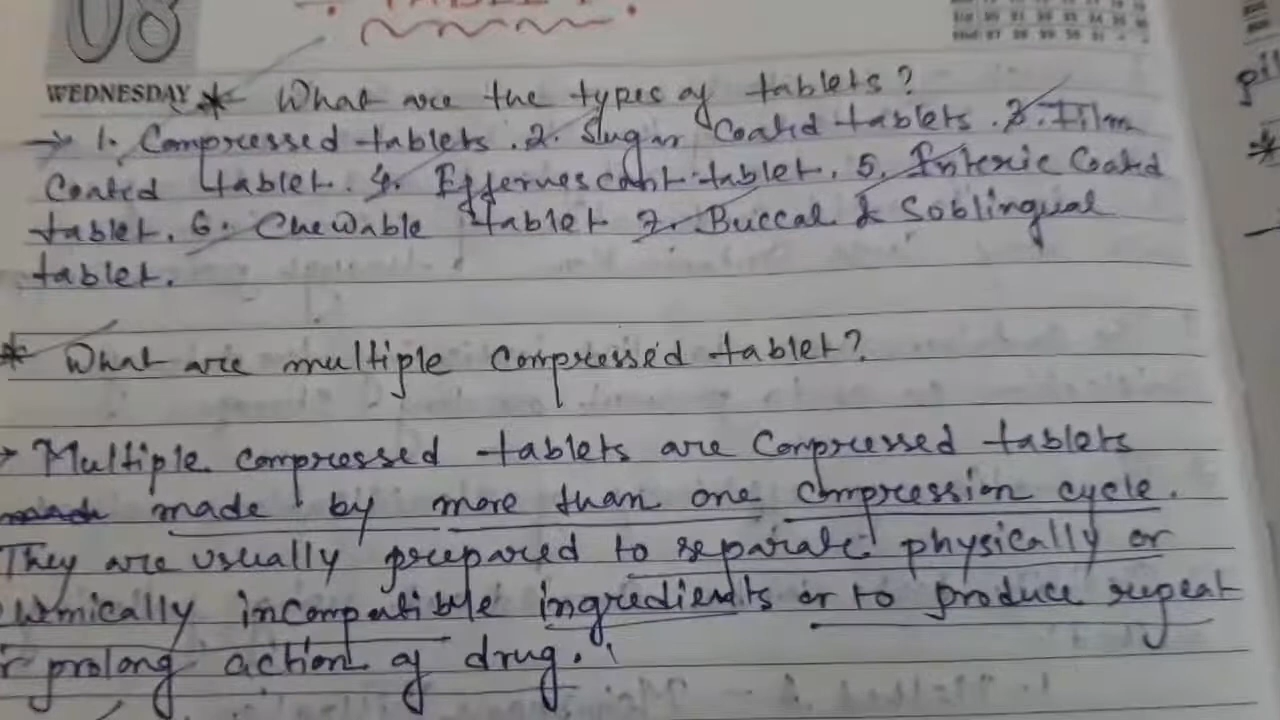 08
WEDNESDAY * What are the types of tablets?
→ 1. Compressed tablets. 2. Sugar Coated tablets. 3. Film
Coated tablet. 4. Effervescent tablet. 5. Enteric Coated
tablet. 6. Chewable tablet 7. Buccal & Soblingual
tablet.
* What are multiple compressed tablet?
→ Multiple compressed tablets are Compressed tablets
made by more than one compression cycle.
They are usually prepared to separate physically or
chemically incompatible ingredients or to produce repeat
or prolong action of drug.